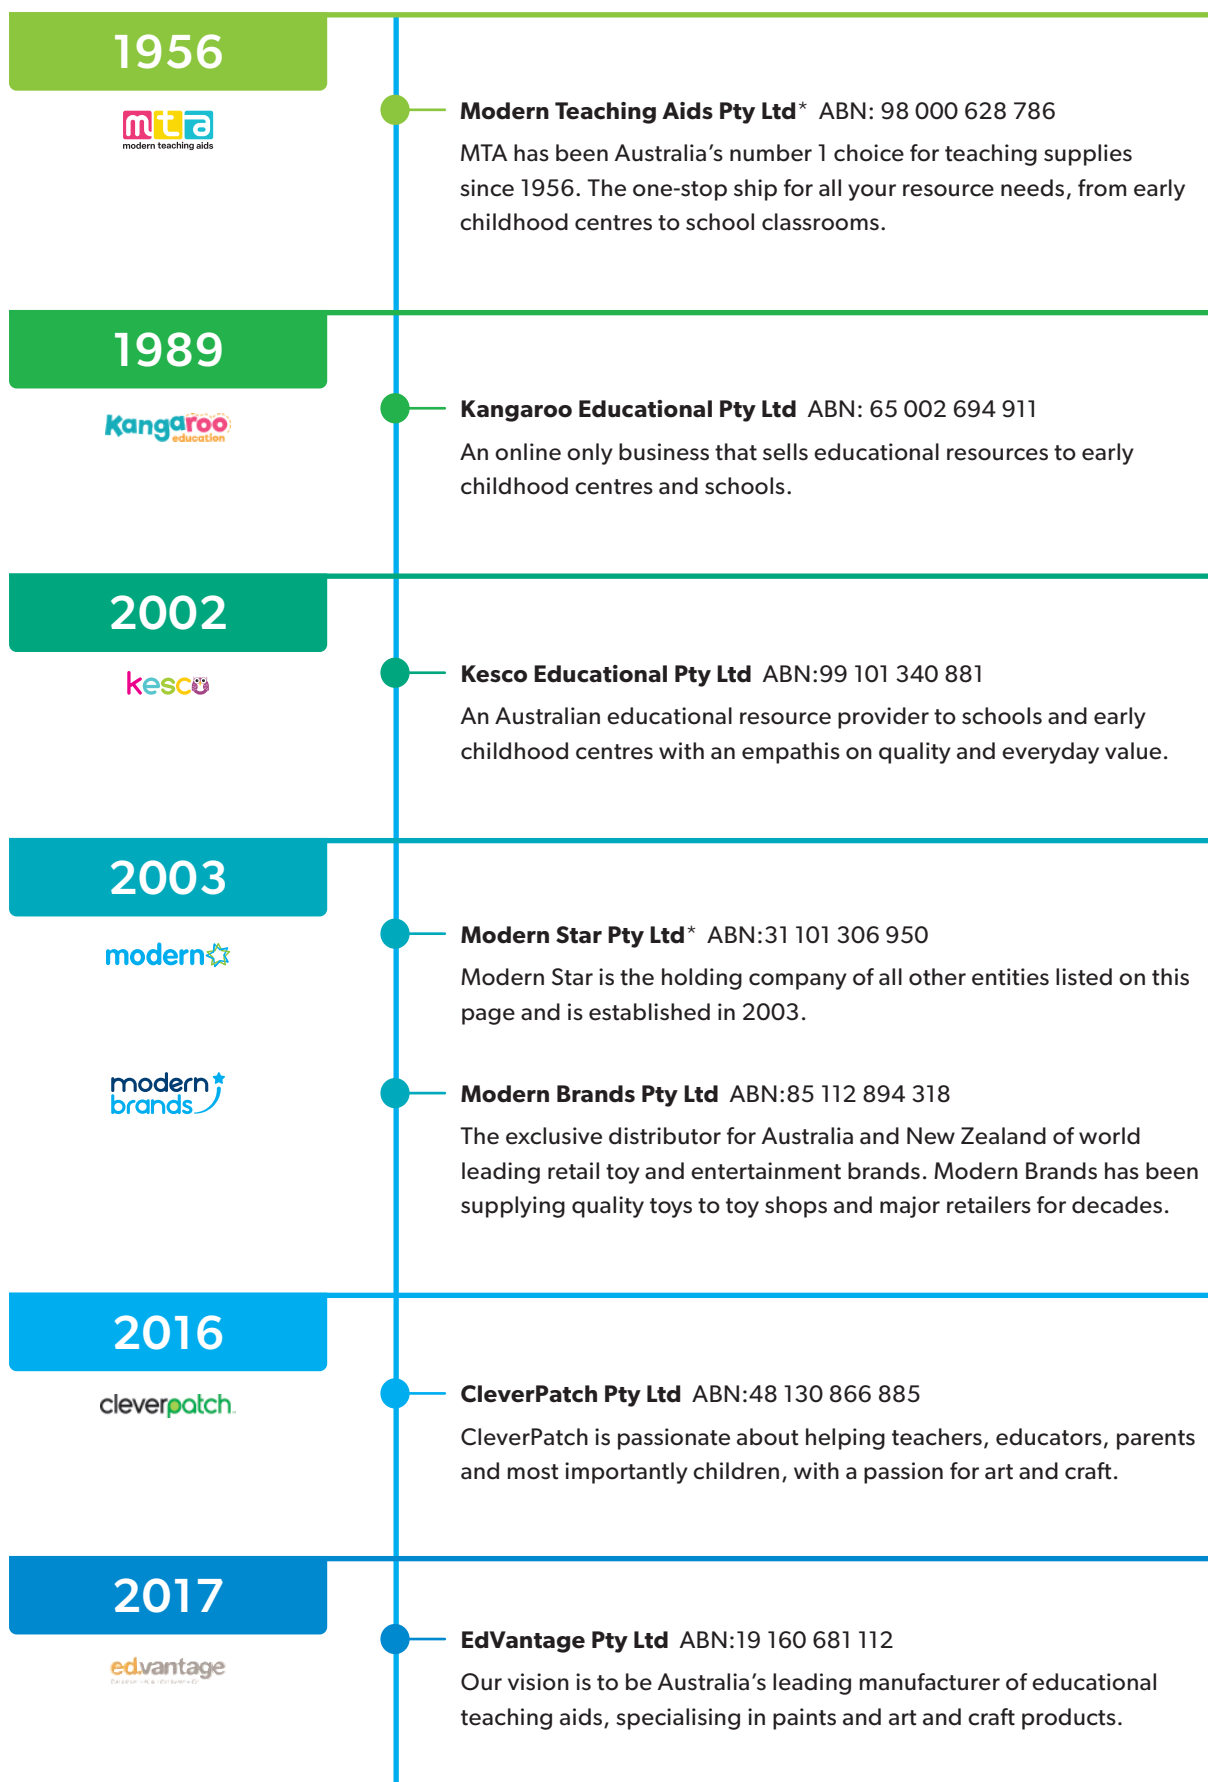 1956
mta
modern teaching aids
Modern Teaching Aids Pty Ltd* ABN: 98 000 628 786
MTA has been Australia's number 1 choice for teaching supplies
since 1956. The one-stop ship for all your resource needs, from early
childhood centres to school classrooms.
1989
Kangaroo
education
Kangaroo Educational Pty Ltd ABN: 65 002 694 911
An online only business that sells educational resources to early
childhood centres and schools.
2002
kesco
Kesco Educational Pty Ltd ABN:99 101 340 881
An Australian educational resource provider to schools and early
childhood centres with an empathis on quality and everyday value.
2003
modern
Modern Star Pty Ltd* ABN:31 101 306 950
Modern Star is the holding company of all other entities listed on this
page and is established in 2003.
modern
brands
Modern Brands Pty Ltd ABN:85 112 894 318
The exclusive distributor for Australia and New Zealand of world
leading retail toy and entertainment brands. Modern Brands has been
supplying quality toys to toy shops and major retailers for decades.
2016
cleverpatch
CleverPatch Pty Ltd ABN:48 130 866 885
CleverPatch is passionate about helping teachers, educators, parents
and most importantly children, with a passion for art and craft.
2017
ed.vantage
EdVantage Pty Ltd ABN:19 160 681 112
Our vision is to be Australia's leading manufacturer of educational
teaching aids, specialising in paints and art and craft products.